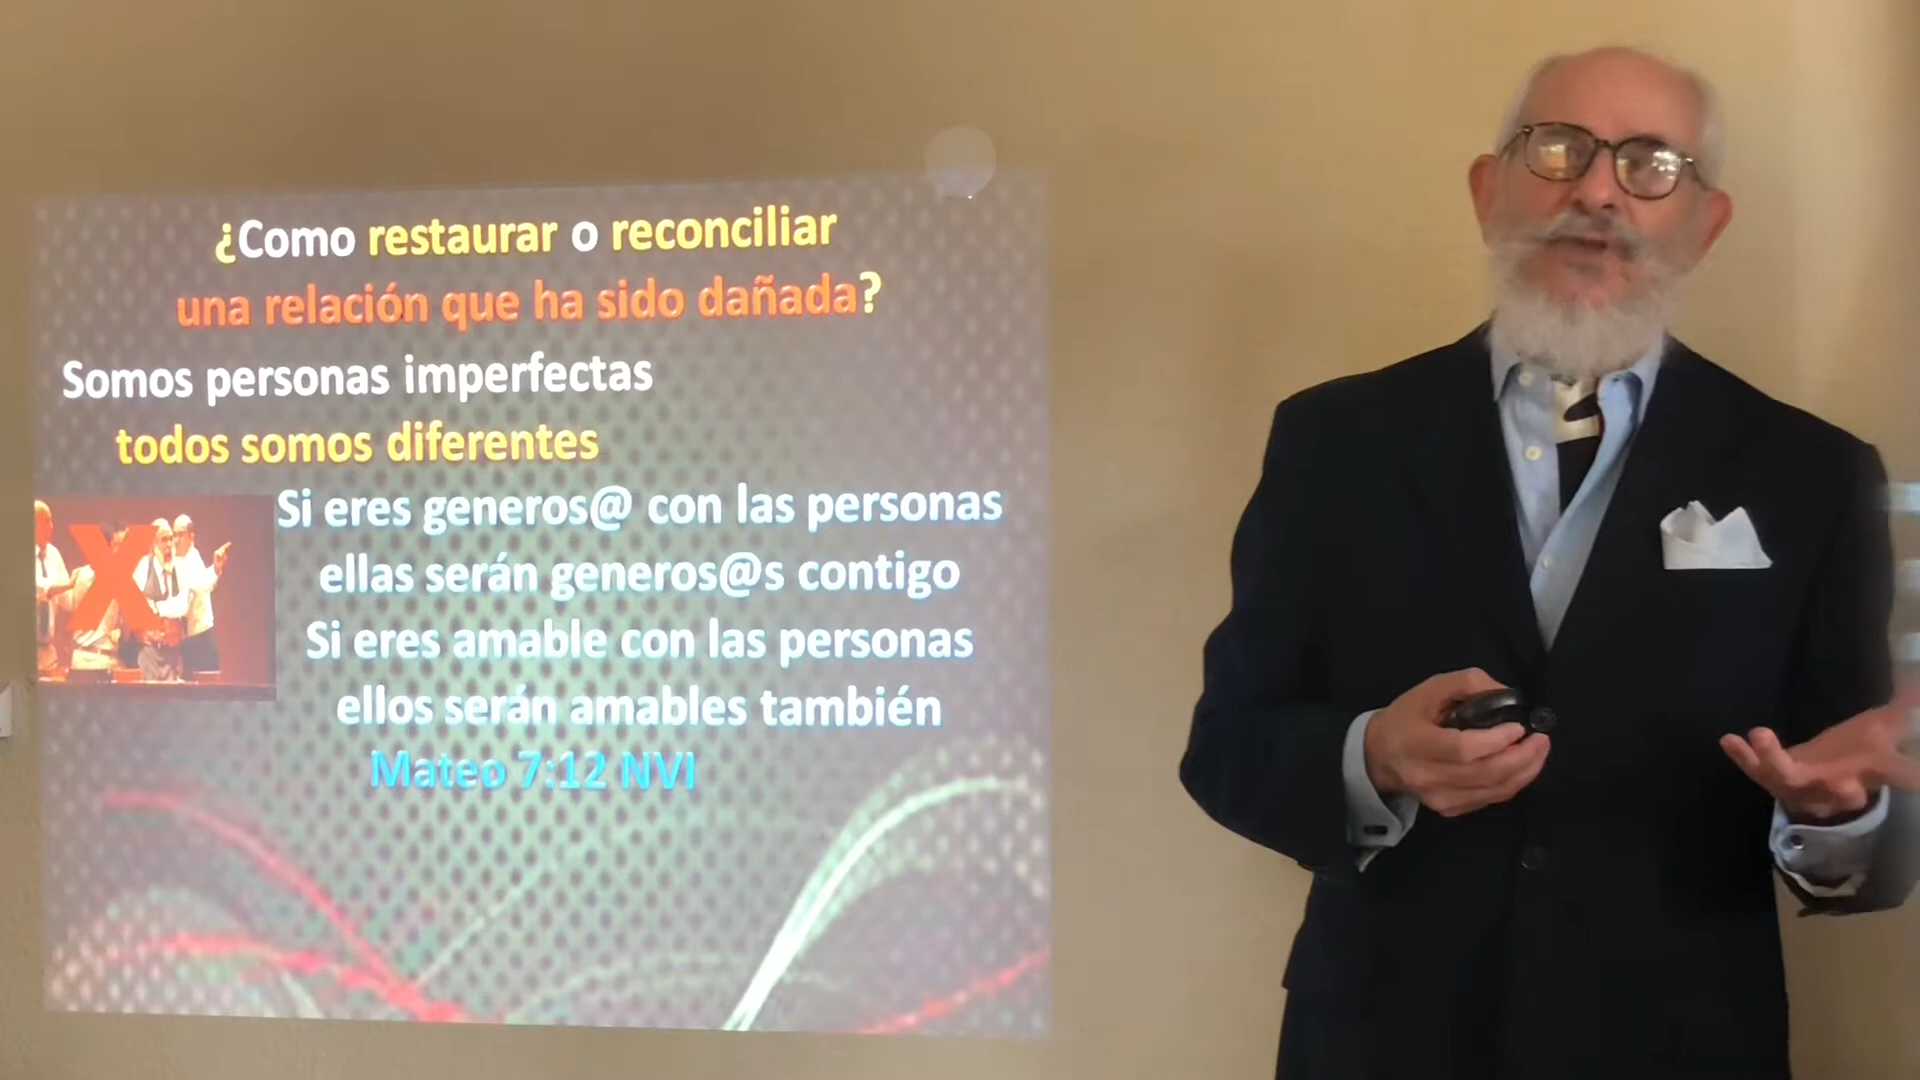 ¿Como restaurar o reconciliar
una relación que ha sido dañada?
Somos personas imperfectas
todos somos diferentes
Si eres generos@ con las personas
ellas serán generos@s contigo
Si eres amable con las personas
ellos serán amables también
Mateo 7:12 NVI
X